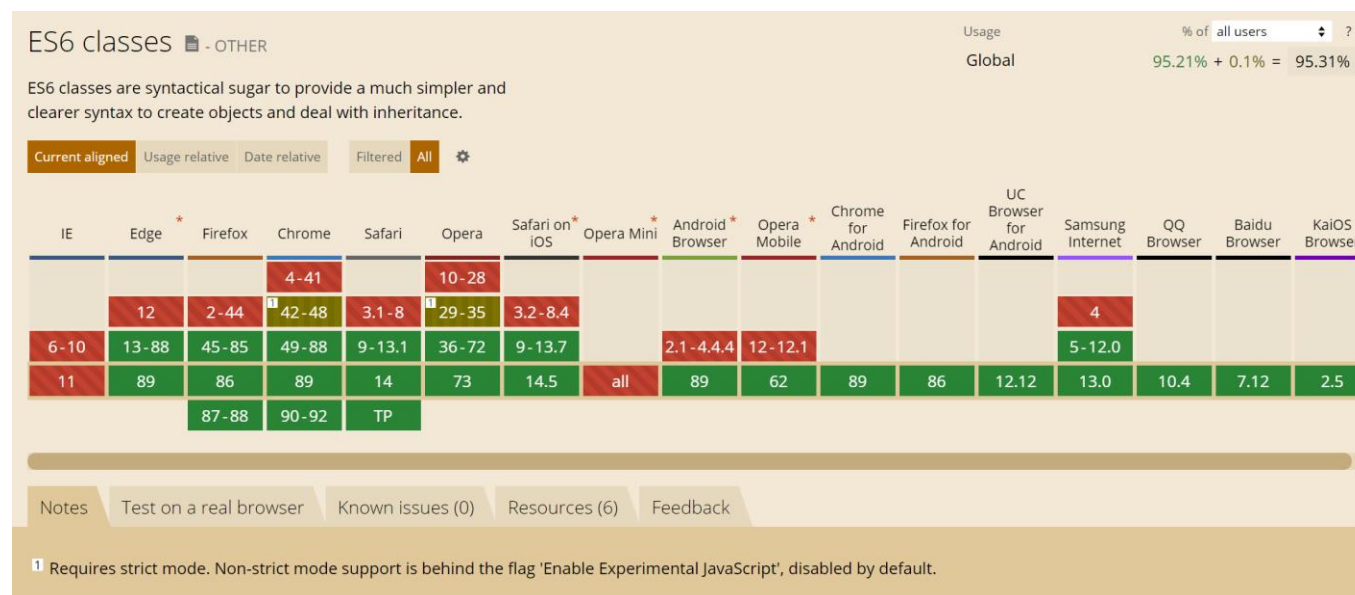 ES6 classes - OTHER
Usage % of all users ?
Global 95.21% + 0.1% = 95.31%
ES6 classes are syntactical sugar to provide a much simpler and
clearer syntax to create objects and deal with inheritance.
Current aligned Usage relative Date relative Filtered All
IE Edge * Firefox Chrome Safari Opera Safari on iOS * Opera Mini * Android Browser * Opera Mobile * Chrome for Android Firefox for Android UC Browser for Android Samsung Internet QQ Browser Baidu Browser KaiOS Browser
4-41 10-28
12 2-44 1 42-48 3.1-8 1 29-35 3.2-8.4 4
6-10 13-88 45-85 49-88 9-13.1 36-72 9-13.7 2.1-4.4.4 12-12.1 5-12.0
11 89 86 89 14 73 14.5 all 89 62 89 86 12.12 13.0 10.4 7.12 2.5
87-88 90-92 TP
Notes Test on a real browser Known issues (0) Resources (6) Feedback
1 Requires strict mode. Non-strict mode support is behind the flag 'Enable Experimental JavaScript', disabled by default.